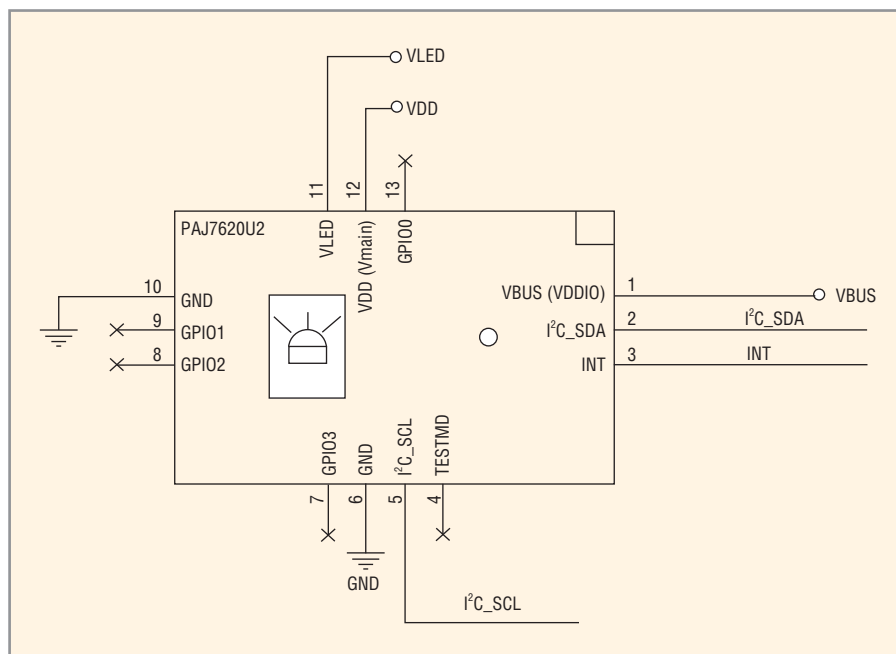 VLED
VDD
11
12
13
PAJ7620U2
VLED
VDD (Vmain)
GPIO0
10
GND
9
GPIO1
8
GPIO2
VBUS (VDDIO)
1
VBUS
I²C_SDA
2
I²C_SDA
INT
3
INT
GPIO3
GND
I²C_SCL
TESTMD
7
6
5
4
GND
I²C_SCL